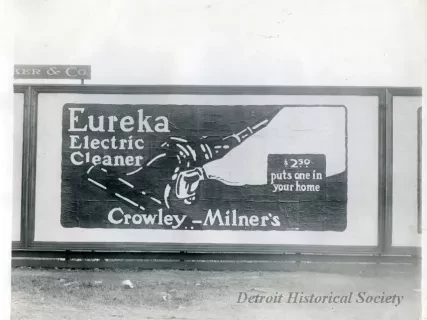 KER & CO.
Eureka
Electric
Cleaner
$2.50
puts one in
your home
Crowley-Milner's
Detroit Historical Society